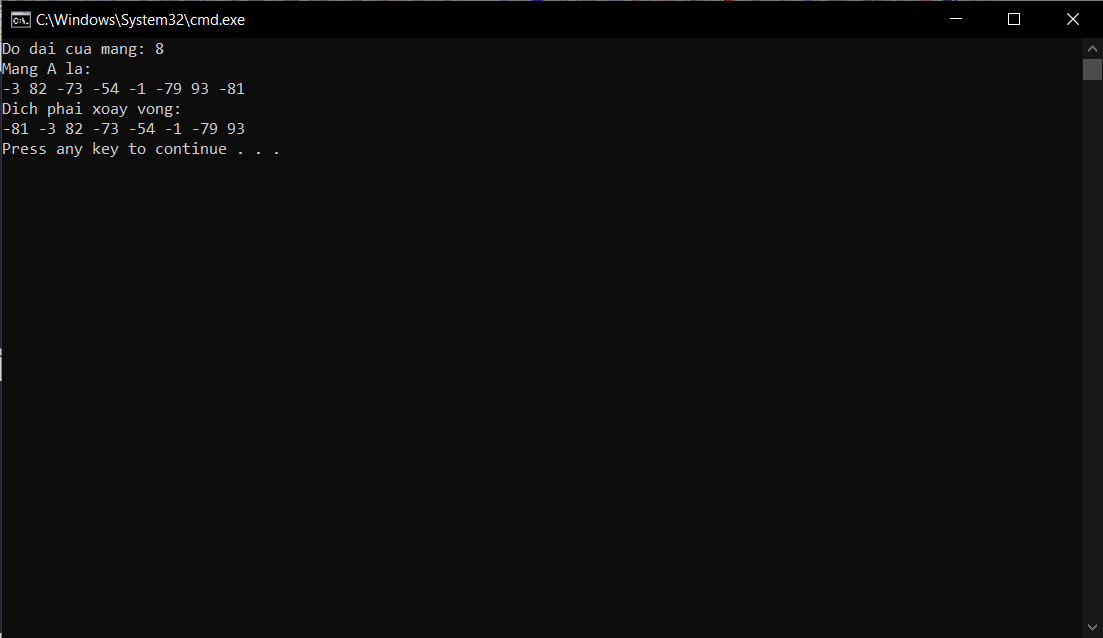 C:\Windows\System32\cmd.exe
Do dai cua mang: 8
Mang A la:
-3 82 -73 -54 -1 -79 93 -81
Dich phai xoay vong:
-81 -3 82 -73 -54 -1 -79 93
Press any key to continue . . .